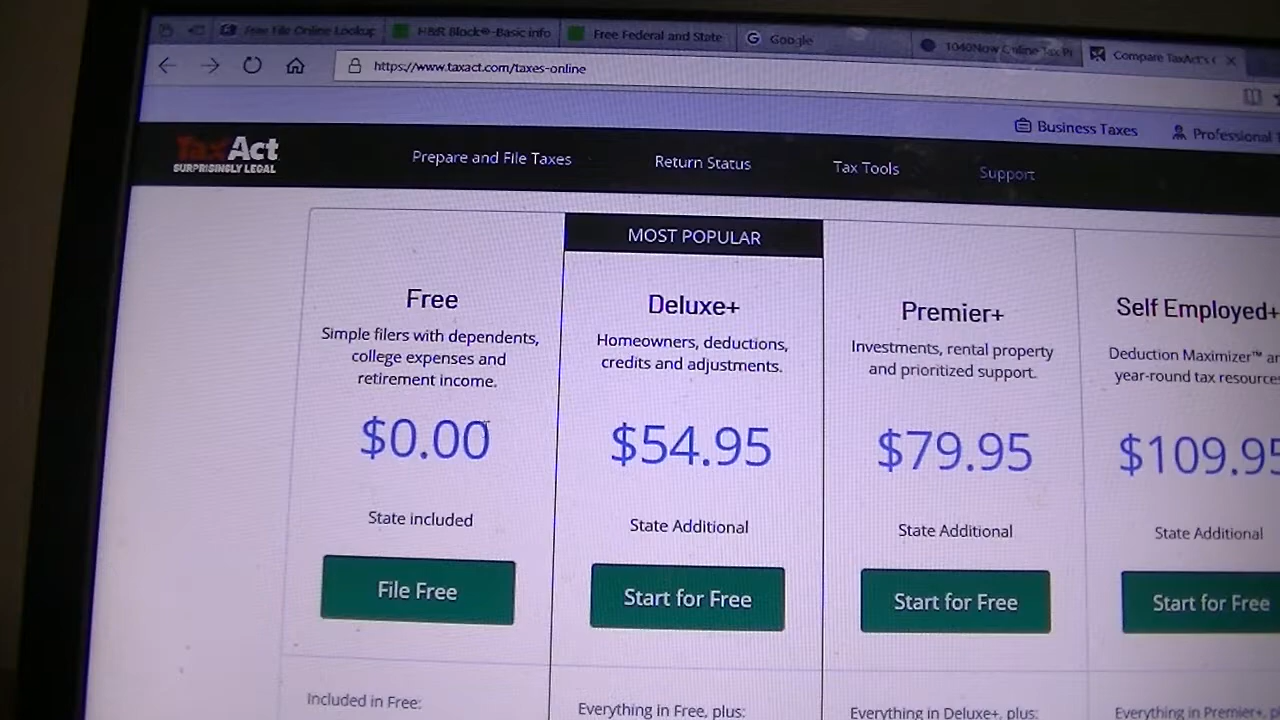 Free File Online Lookup
H&R Block®-Basic info
Free Federal and State
Google
1040Now Online Tax Pr
Compare TaxAct's
https://www.taxact.com/taxes-online
Business Taxes
Professional
TaxAct
SURPRISINGLY LEGAL
Prepare and File Taxes
Return Status
Tax Tools
Support
MOST POPULAR
Free
Simple filers with dependents,
college expenses and
retirement income.
$0.00
State included
File Free
Included in Free:
Deluxe+
Homeowners, deductions,
credits and adjustments.
$54.95
State Additional
Start for Free
Everything in Free, plus:
Premier+
Investments, rental property
and prioritized support.
$79.95
State Additional
Start for Free
Everything in Deluxe+, plus:
Self Employed+
Deduction Maximizer™ an
year-round tax resources
$109.95
State Additional
Start for Free
Everything in Premier+, p